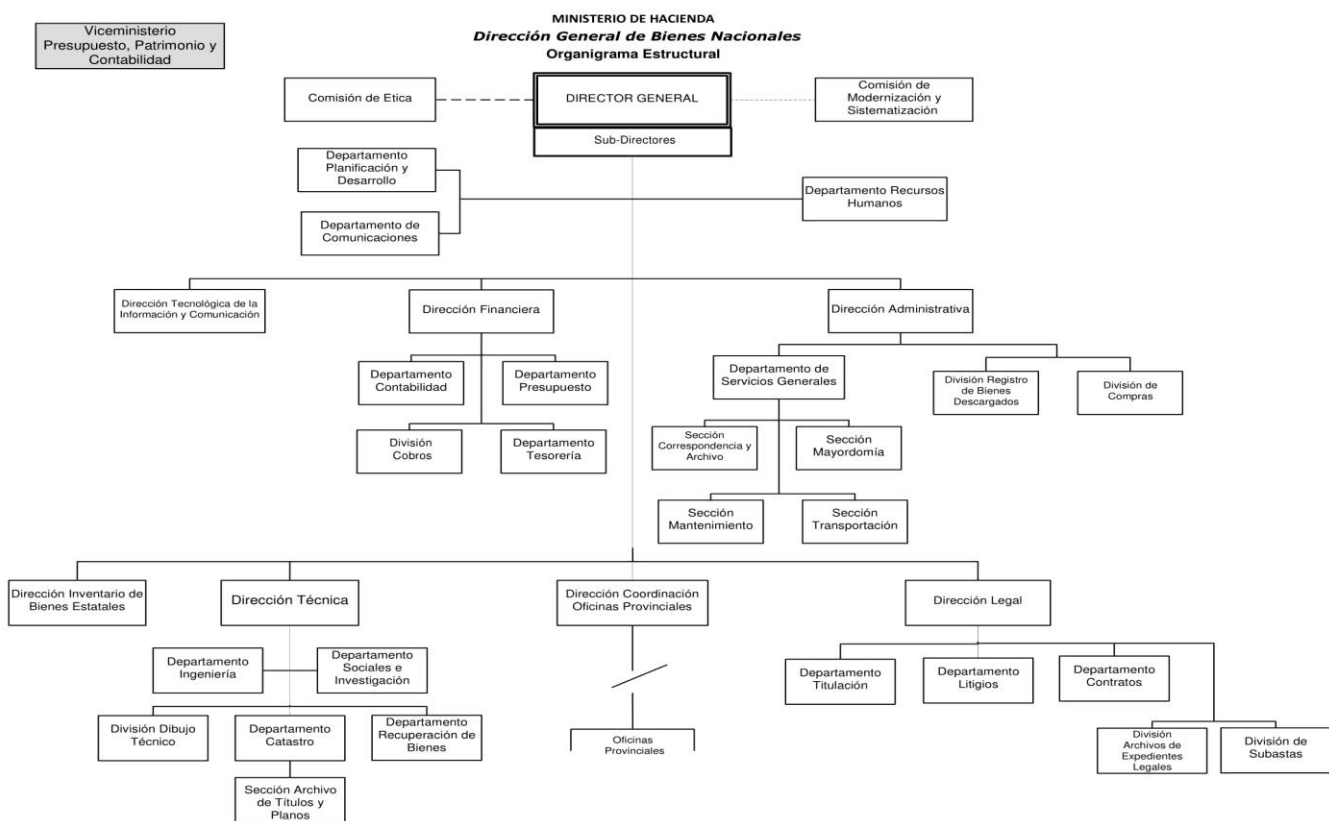 Viceministerio
Presupuesto, Patrimonio y
Contabilidad
MINISTERIO DE HACIENDA
Dirección General de Bienes Nacionales
Organigrama Estructural
Comisión de Etica
DIRECTOR GENERAL
Comisión de
Modernización y
Sistematización
Sub-Directores
Departamento
Planificación y
Desarrollo
Departamento Recursos
Humanos
Departamento de
Comunicaciones
Dirección Tecnológica de la
Información y Comunicación
Dirección Financiera
Dirección Administrativa
Departamento
Contabilidad
Departamento
Presupuesto
Departamento de
Servicios Generales
División Registro
de Bienes
Descargados
División de
Compras
División
Cobros
Departamento
Tesorería
Sección
Correspondencia y
Archivo
Sección
Mayordomía
Sección
Mantenimiento
Sección
Transportación
Dirección Inventario de
Bienes Estatales
Dirección Técnica
Dirección Coordinación
Oficinas Provinciales
Dirección Legal
Departamento
Ingeniería
Departamento
Sociales e
Investigación
Departamento
Titulación
Departamento
Litigios
Departamento
Contratos
División Dibujo
Técnico
Departamento
Catastro
Departamento
Recuperación de
Bienes
Oficinas
Provinciales
División
Archivos de
Expedientes
Legales
División de
Subastas
Sección Archivo
de Títulos y
Planos